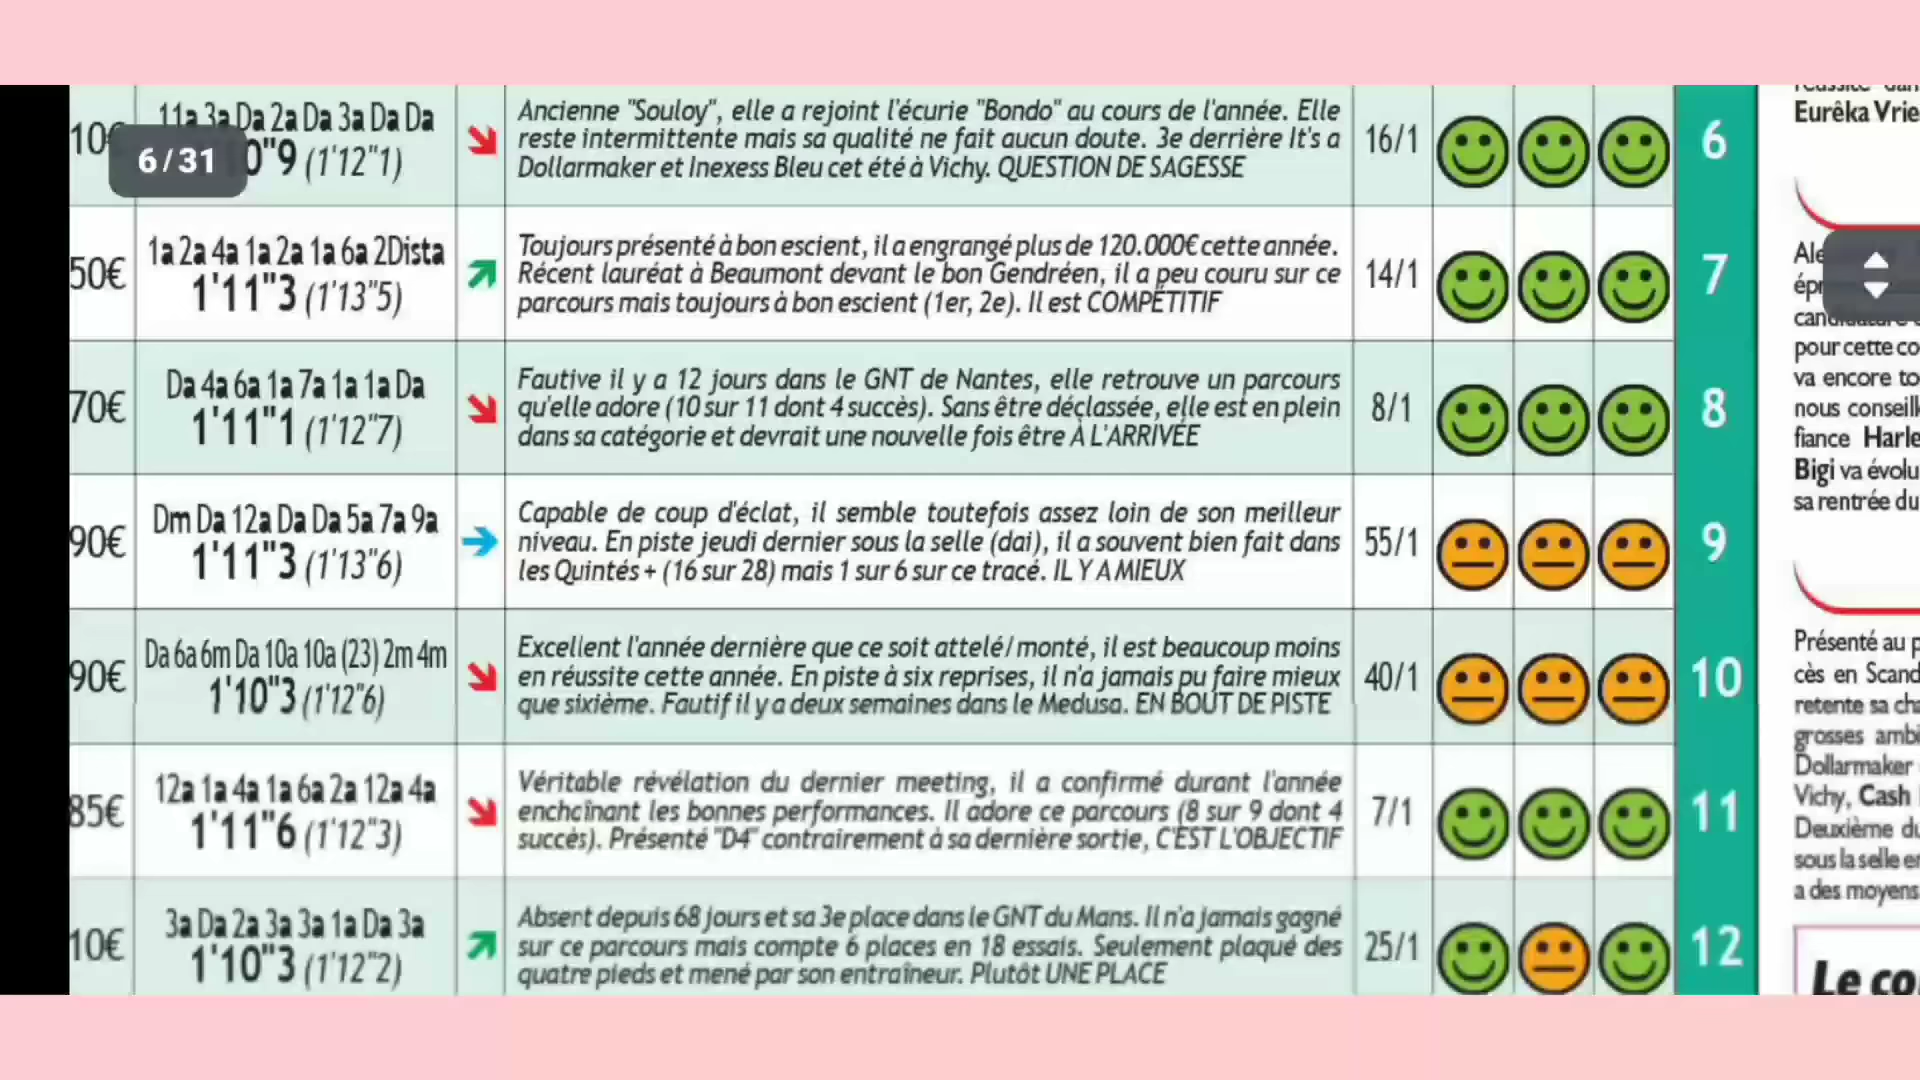 10€ 11a 3a Da 2a Da 3a Da Da
0"9 (1'12"1)
Ancienne "Souloy", elle a rejoint l'écurie "Bondo" au cours de l'année. Elle
reste intermittente mais sa qualité ne fait aucun doute. 3e derrière It's a
Dollarmaker et Inexess Bleu cet été à Vichy. QUESTION DE SAGESSE
16/1
6
6/31
50€ 1a 2a 4a 1a 2a 1a 6a 2Dista
1'11"3 (1'13"5)
Toujours présenté à bon escient, il a engrangé plus de 120.000€ cette année.
Récent lauréat à Beaumont devant le bon Gendréen, il a peu couru sur ce
parcours mais toujours à bon escient (1er, 2e). Il est COMPÉTITIF
14/1
7
70€ Da 4a 6a 1a 7a 1a 1a Da
1'11"1 (1'12"7)
Fautive il y a 12 jours dans le GNT de Nantes, elle retrouve un parcours
qu'elle adore (10 sur 11 dont 4 succès). Sans être déclassée, elle est en plein
dans sa catégorie et devrait une nouvelle fois être À L'ARRIVÉE
8/1
8
90€ Dm Da 12a Da Da 5a 7a 9a
1'11"3 (1'13"6)
Capable de coup d'éclat, il semble toutefois assez loin de son meilleur
niveau. En piste jeudi dernier sous la selle (dai), il a souvent bien fait dans
les Quintés + (16 sur 28) mais 1 sur 6 sur ce tracé. IL Y A MIEUX
55/1
9
90€ Da 6a 6m Da 10a 10a (23) 2m 4m
1'10"3 (1'12"6)
Excellent l'année dernière que ce soit attelé/monté, il est beaucoup moins
en réussite cette année. En piste à six reprises, il n'a jamais pu faire mieux
que sixième. Fautif il y a deux semaines dans le Medusa. EN BOUT DE PISTE
40/1
10
85€ 12a 1a 4a 1a 6a 2a 12a 4a
1'11"6 (1'12"3)
Véritable révélation du dernier meeting, il a confirmé durant l'année
enchaînant les bonnes performances. Il adore ce parcours (8 sur 9 dont 4
succès). Présenté "D4" contrairement à sa dernière sortie, C'EST L'OBJECTIF
7/1
11
10€ 3a Da 2a 3a 3a 1a Da 3a
1'10"3 (1'12"2)
Absent depuis 68 jours et sa 3e place dans le GNT du Mans. Il n'a jamais gagné
sur ce parcours mais compte 6 places en 18 essais. Seulement plaqué des
quatre pieds et mené par son entraîneur. Plutôt UNE PLACE
25/1
12
Eurêka Vrie
Ale
épr
pour cette co
va encore to
nous conseill
fiance Harle
Bigi va évolu
sa rentrée du
Présenté au p
cès en Scand
retente sa cha
grosses ambi
Dollarmaker
Vichy, Cash
Deuxième du
sous la selle en
a des moyens
Le co